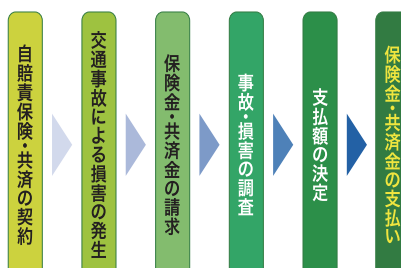 自賠責保険・共済の契約
交通事故による損害の発生
保険金・共済金の請求
事故・損害の調査
支払額の決定
保険金・共済金の支払い